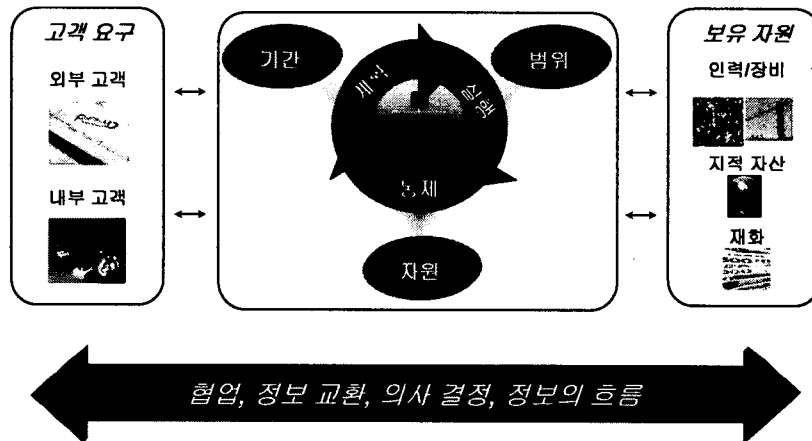 고객 요구
외부 고객
내부 고객
기간
범위
계획
실행
통제
자원
보유 자원
인력/장비
지적 자산
재화
협업, 정보 교환, 의사 결정, 정보의 흐름